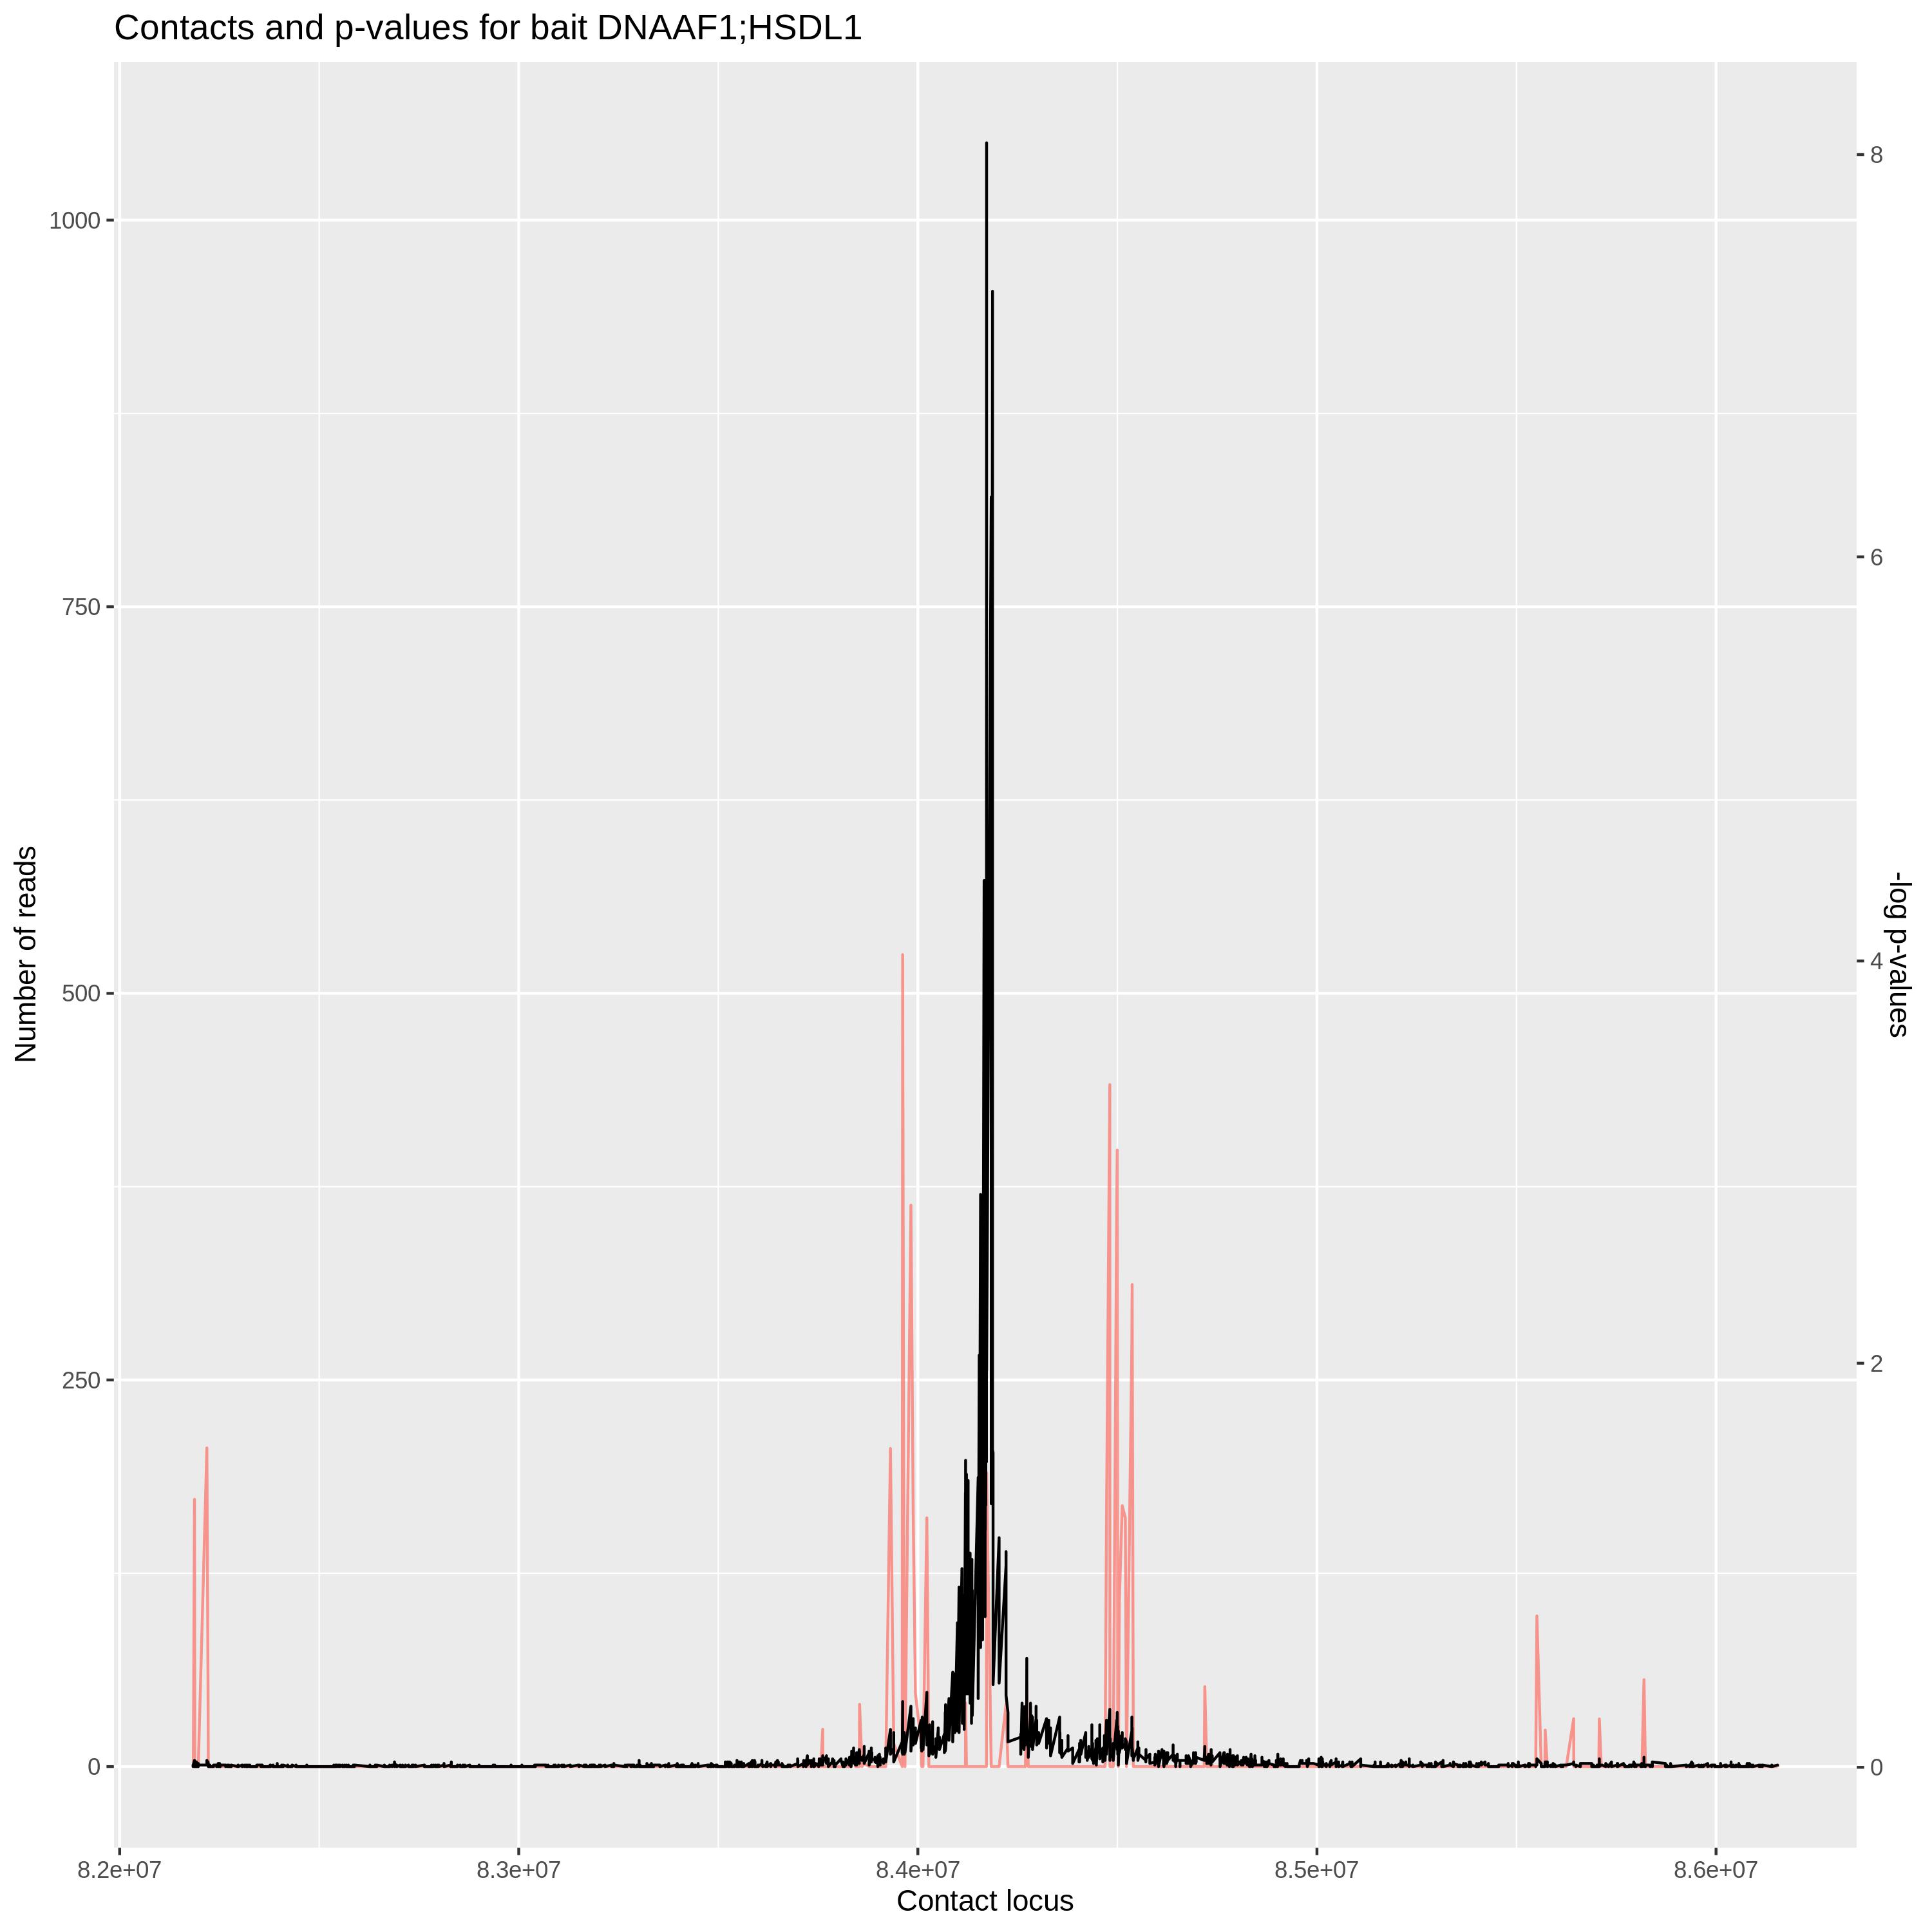 Contacts and p-values for bait DNAAF1;HSDL1
1000
750
500
250
0
Number of reads
8
6
4
2
0
-log p-values
8.2e+07
8.3e+07
8.4e+07
8.5e+07
8.6e+07
Contact locus